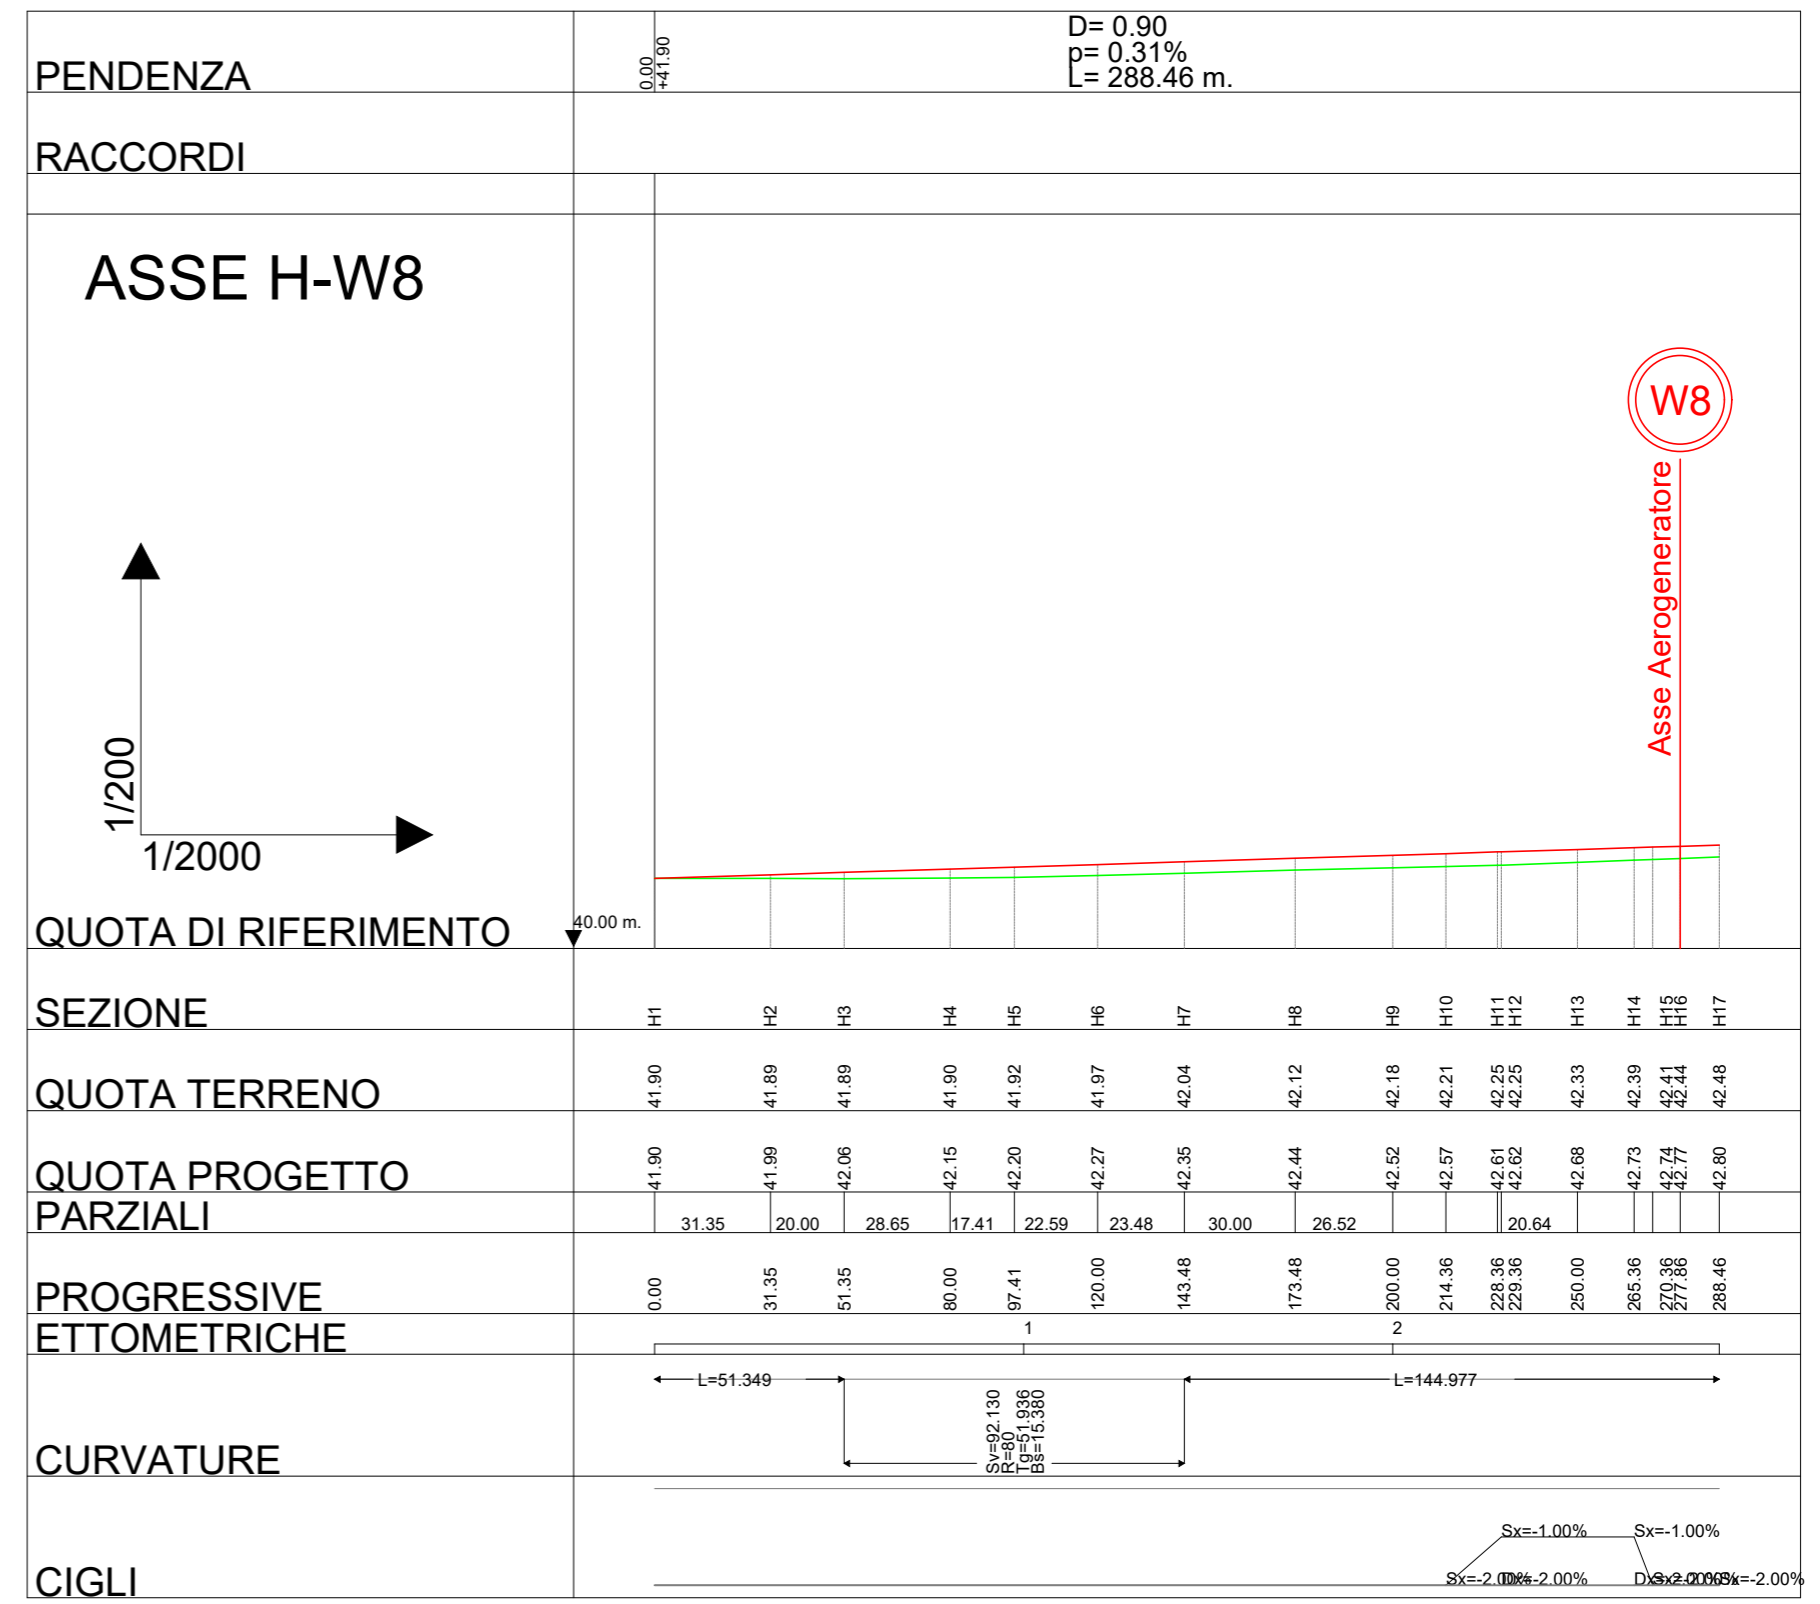 PENDENZA
0.00
+41.90
D= 0.90
p= 0.31%
L= 288.46 m.
RACCORDI
ASSE H-W8
W8
Asse Aerogeneratore
1/200
1/2000
QUOTA DI RIFERIMENTO
40.00 m.
SEZIONE
H1 H2 H3 H4 H5 H6 H7 H8 H9 H10 H11 H12 H13 H14 H15 H16 H17
QUOTA TERRENO
41.90 41.89 41.89 41.90 41.92 41.97 42.04 42.12 42.18 42.21 42.25 42.25 42.33 42.39 42.41 42.44 42.48
QUOTA PROGETTO
41.90 41.99 42.06 42.15 42.20 42.27 42.35 42.44 42.52 42.57 42.61 42.62 42.68 42.73 42.74 42.77 42.80
PARZIALI
31.35 20.00 28.65 17.41 22.59 23.48 30.00 26.52 20.64
PROGRESSIVE
0.00 31.35 51.35 80.00 97.41 120.00 143.48 173.48 200.00 214.36 228.36 229.36 250.00 265.36 270.36 277.86 288.46
ETTOMETRICHE
1 2
CURVATURE
L=51.349
Sv=92.130
R=80
Tg=51.936
Bs=15.380
L=144.977
CIGLI
Sx=-1.00% Sx=-1.00%
Sx=-2.00% Dx=-2.00% Dx=-2.00% Sx=-2.00% Sx=-2.00%